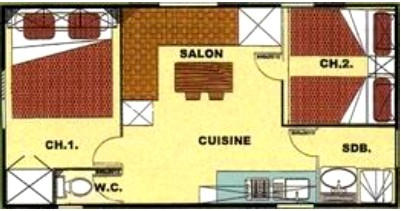 SALON
CH.2.
CH.1.
CUISINE
SDB.
W.C.